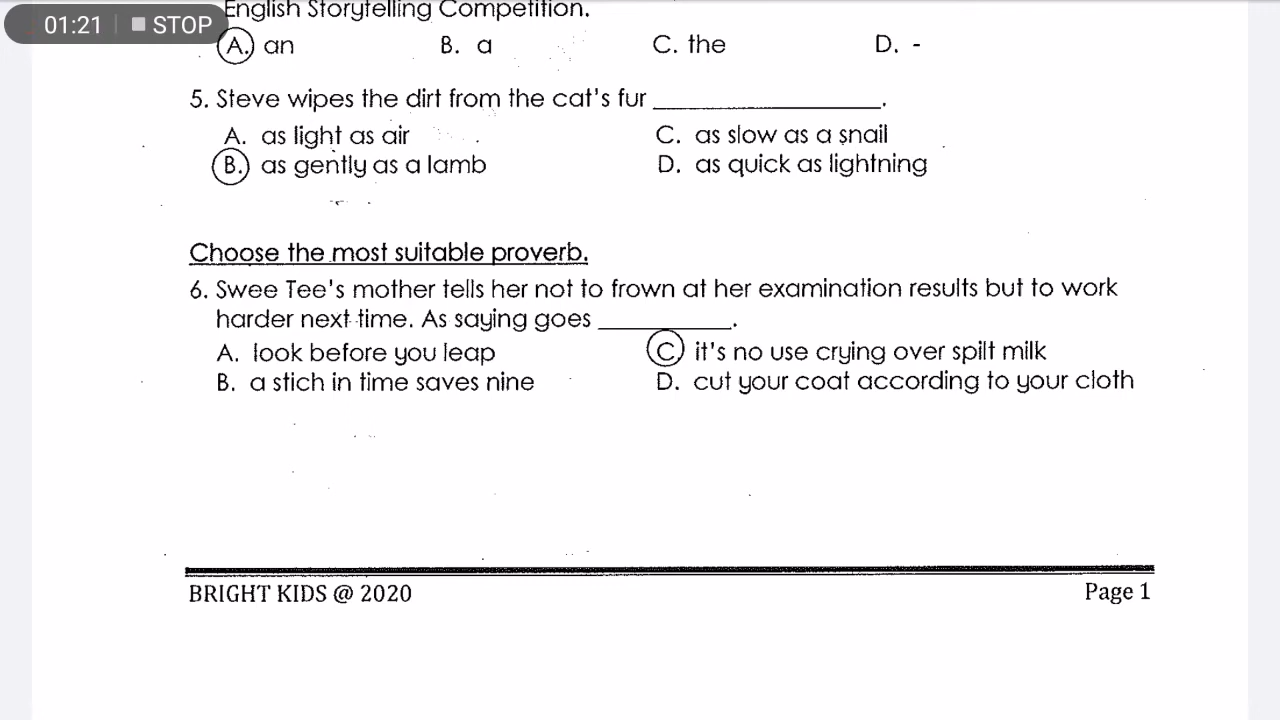 01:21 STOP
English Storytelling Competition.
A. an B. a C. the D. -
5. Steve wipes the dirt from the cat's fur ____________________.
A. as light as air C. as slow as a snail
B. as gently as a lamb D. as quick as lightning
Choose the most suitable proverb.
6. Swee Tee's mother tells her not to frown at her examination results but to work
harder next time. As saying goes ____________.
A. look before you leap C it's no use crying over spilt milk
B. a stich in time saves nine D. cut your coat according to your cloth
BRIGHT KIDS @ 2020 Page 1